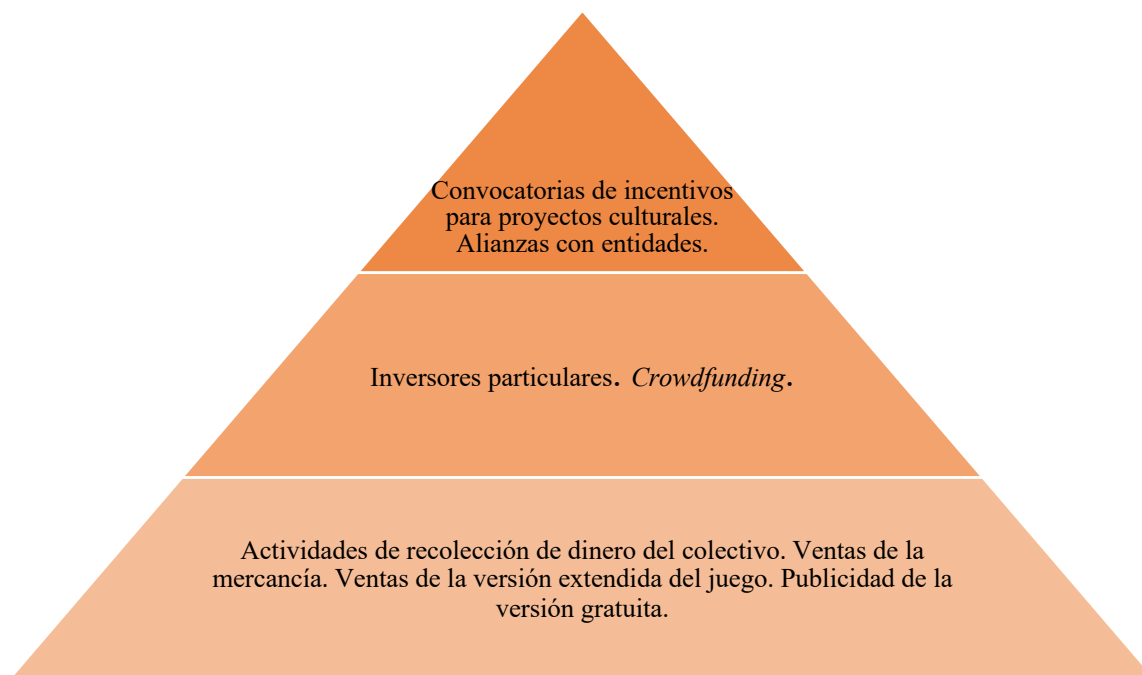 Convocatorias de incentivos
para proyectos culturales.
Alianzas con entidades.
Inversores particulares. Crowdfunding.
Actividades de recolección de dinero del colectivo. Ventas de la
mercancía. Ventas de la versión extendida del juego. Publicidad de la
versión gratuita.